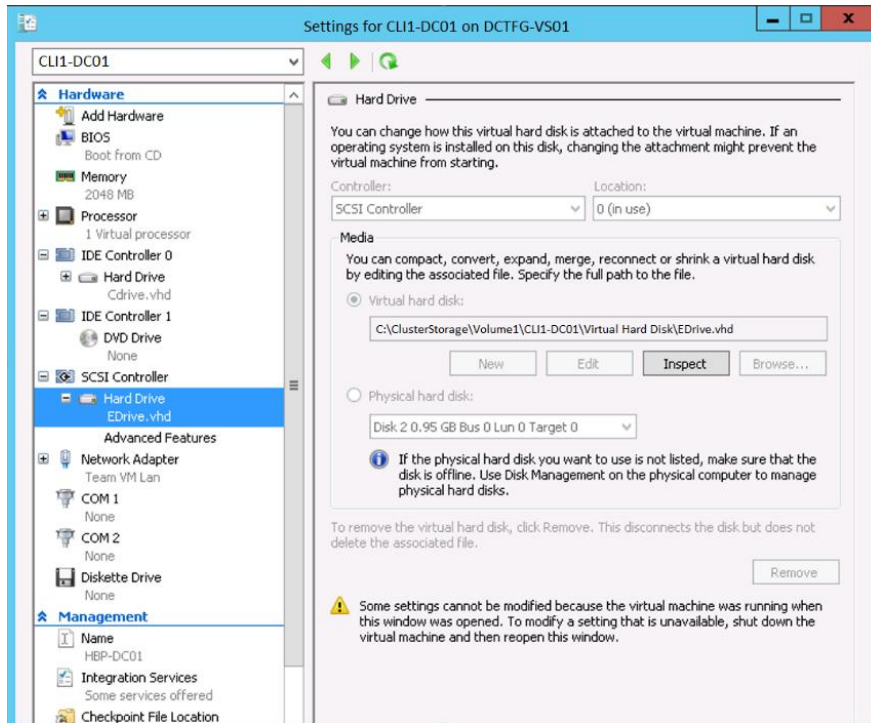 Settings for CLI1-DC01 on DCTFG-VS01
CLI1-DC01
Hardware
Add Hardware
BIOS
Boot from CD
Memory
2048 MB
Processor
1 Virtual processor
IDE Controller 0
Hard Drive
Cdrive.vhd
IDE Controller 1
DVD Drive
None
SCSI Controller
Hard Drive
EDrive.vhd
Advanced Features
Network Adapter
Team VM Lan
COM 1
None
COM 2
None
Diskette Drive
None
Management
Name
HBP-DC01
Integration Services
Some services offered
Checkpoint File Location
Hard Drive
You can change how this virtual hard disk is attached to the virtual machine. If an
operating system is installed on this disk, changing the attachment might prevent the
virtual machine from starting.
Controller:
Location:
SCSI Controller
0 (in use)
Media
You can compact, convert, expand, merge, reconnect or shrink a virtual hard disk
by editing the associated file. Specify the full path to the file.
Virtual hard disk:
C:\ClusterStorage\Volume1\CLI1-DC01\Virtual Hard Disk\EDrive.vhd
New
Edit
Inspect
Browse...
Physical hard disk:
Disk 2 0.95 GB Bus 0 Lun 0 Target 0
If the physical hard disk you want to use is not listed, make sure that the
disk is offline. Use Disk Management on the physical computer to manage
physical hard disks.
To remove the virtual hard disk, click Remove. This disconnects the disk but does not
delete the associated file.
Remove
Some settings cannot be modified because the virtual machine was running when
this window was opened. To modify a setting that is unavailable, shut down the
virtual machine and then reopen this window.